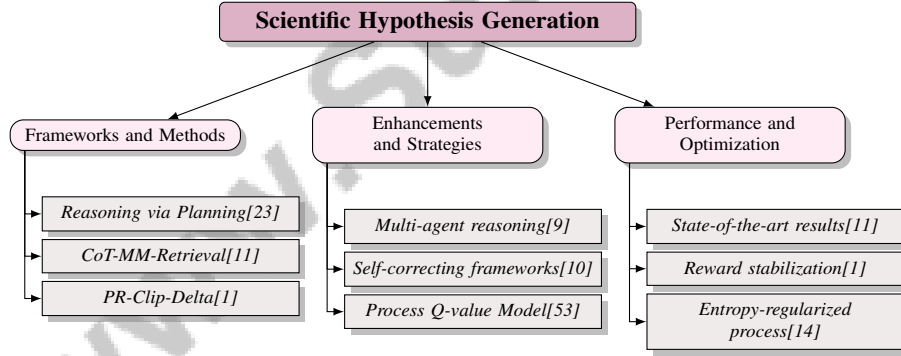 Scientific Hypothesis Generation
Frameworks and Methods
Reasoning via Planning[23]
CoT-MM-Retrieval[11]
PR-Clip-Delta[1]
Enhancements
and Strategies
Multi-agent reasoning[9]
Self-correcting frameworks[10]
Process Q-value Model[53]
Performance and
Optimization
State-of-the-art results[11]
Reward stabilization[1]
Entropy-regularized
process[14]